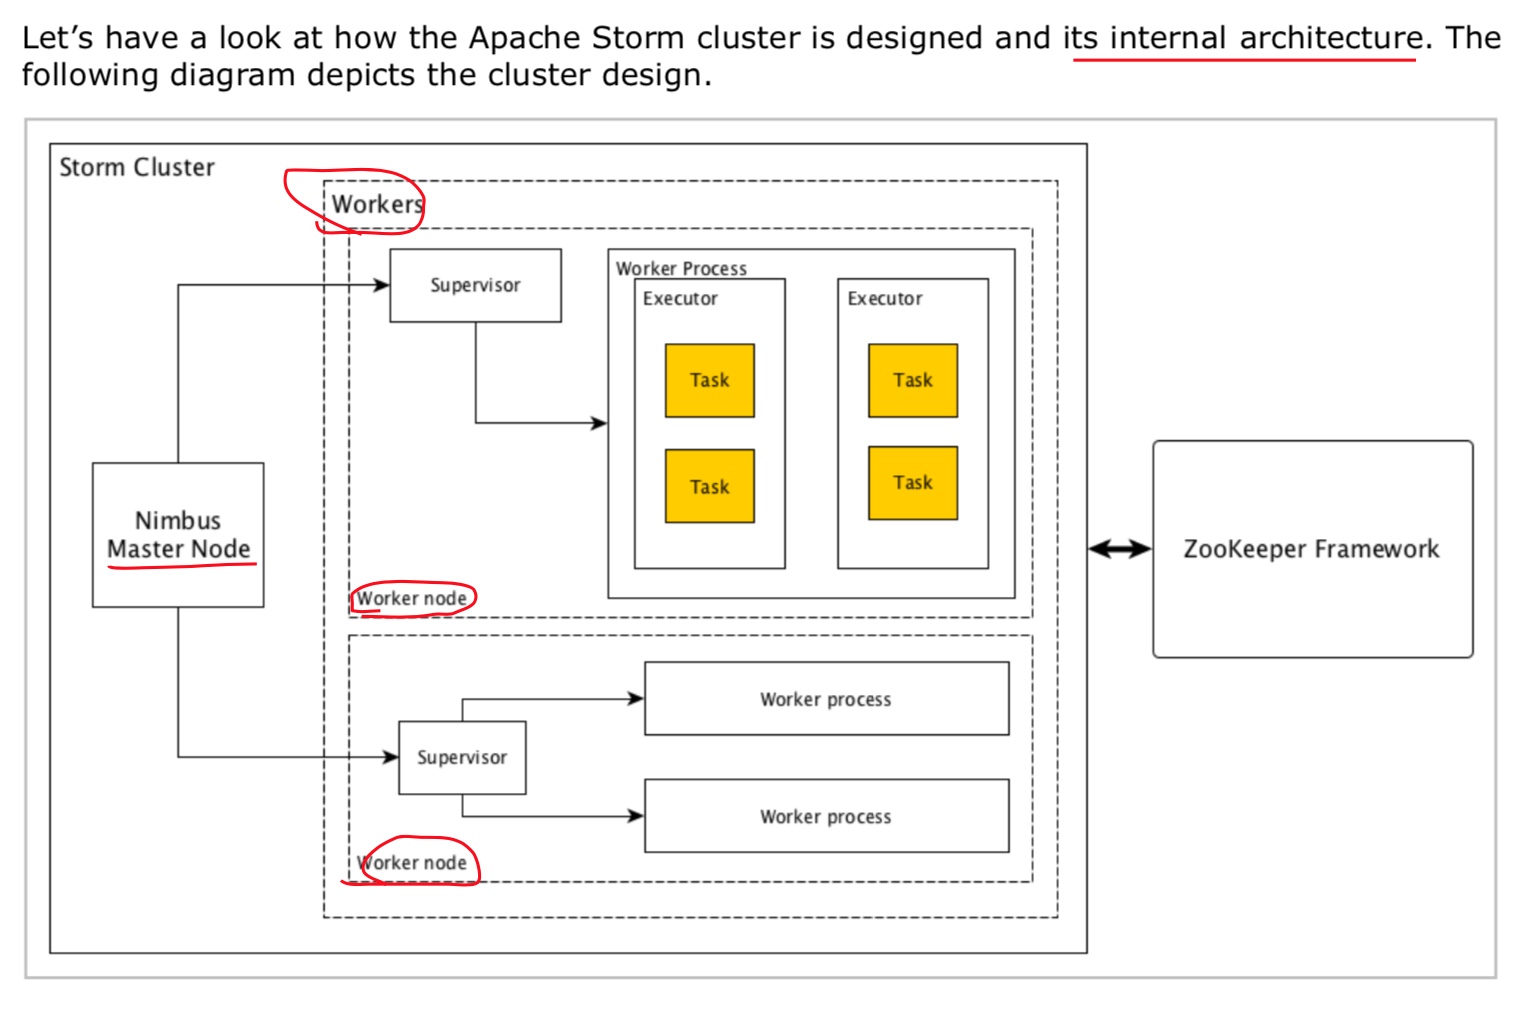 Let’s have a look at how the Apache Storm cluster is designed and its internal architecture. The
following diagram depicts the cluster design.
Storm Cluster
Workers
Supervisor
Worker Process
Executor
Executor
Task
Task
Task
Task
Nimbus
Master Node
ZooKeeper Framework
Worker node
Worker process
Supervisor
Worker process
Worker node